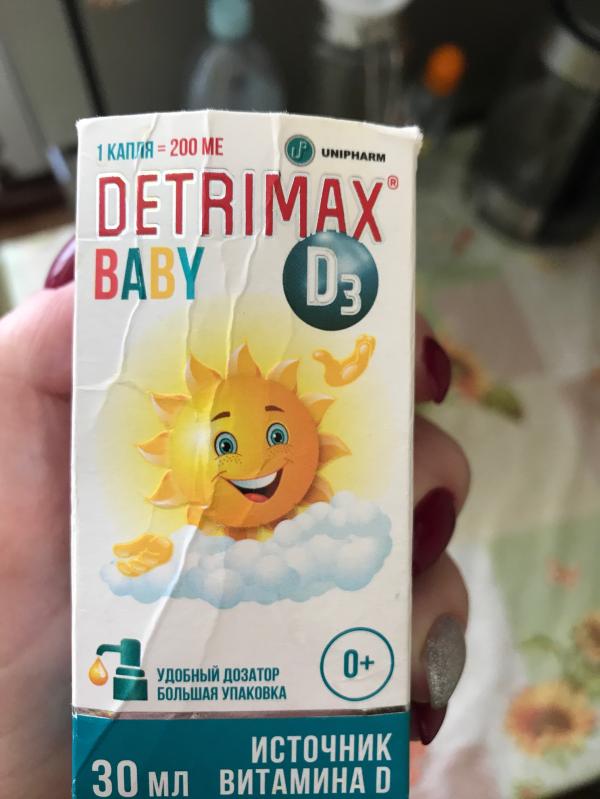 1 КАПЛЯ = 200 МЕ
UNIPHARM
DETRIMAX®
BABY
D3
0+
УДОБНЫЙ ДОЗАТОР
БОЛЬШАЯ УПАКОВКА
ИСТОЧНИК
30 МЛ ВИТАМИНА D